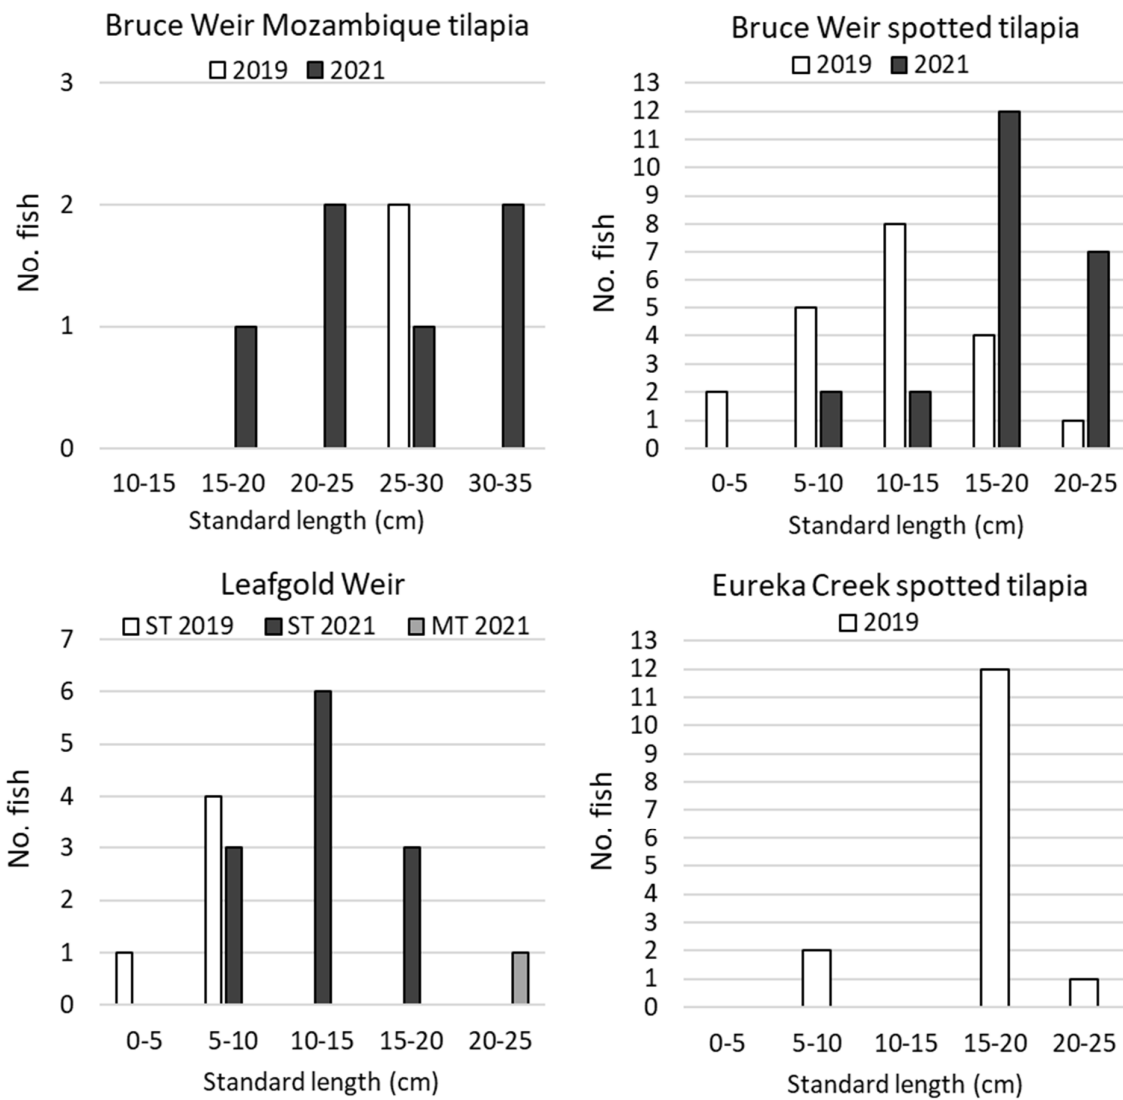 Bruce Weir Mozambique tilapia
2019 2021
3
2
1
0
No. fish
10-15 15-20 20-25 25-30 30-35
Standard length (cm)
Bruce Weir spotted tilapia
2019 2021
13
12
11
10
9
8
7
6
5
4
3
2
1
0
No. fish
0-5 5-10 10-15 15-20 20-25
Standard length (cm)
Leafgold Weir
ST 2019 ST 2021 MT 2021
7
6
5
4
3
2
1
0
No. fish
0-5 5-10 10-15 15-20 20-25
Standard length (cm)
Eureka Creek spotted tilapia
2019
13
12
11
10
9
8
7
6
5
4
3
2
1
0
No. fish
0-5 5-10 10-15 15-20 20-25
Standard length (cm)